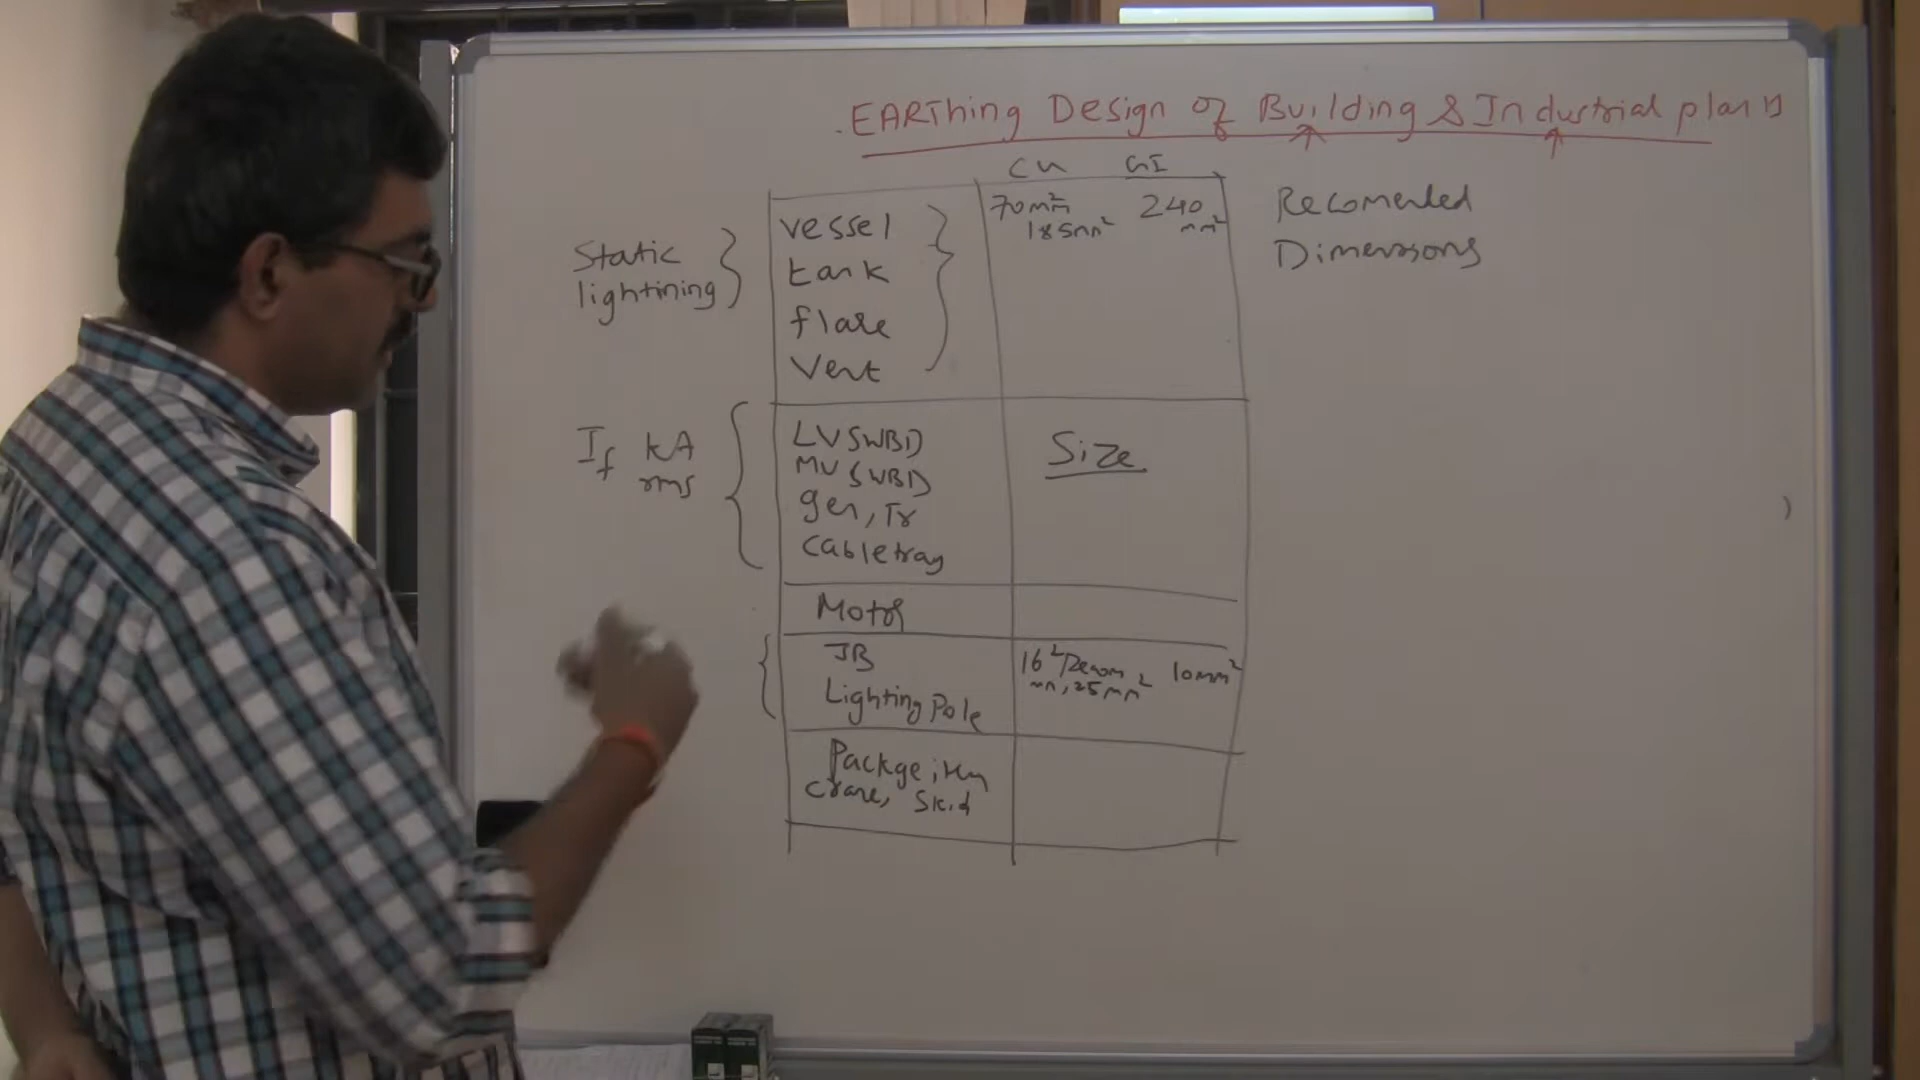 EARThing Design of Building & Industrial plants
Cu GI
Static
lightining
vessel
tank
flare
Vent
70mm²
185mm²
240
mm²
Recomended
Dimensions
If kA
rms
LV SWBD
MV SWBD
gen, Tr
Cabletray
Size
Motor
JB
Lighting Pole
16²
mm, 25mm²
10mm²
Packge item
Crane, Skid